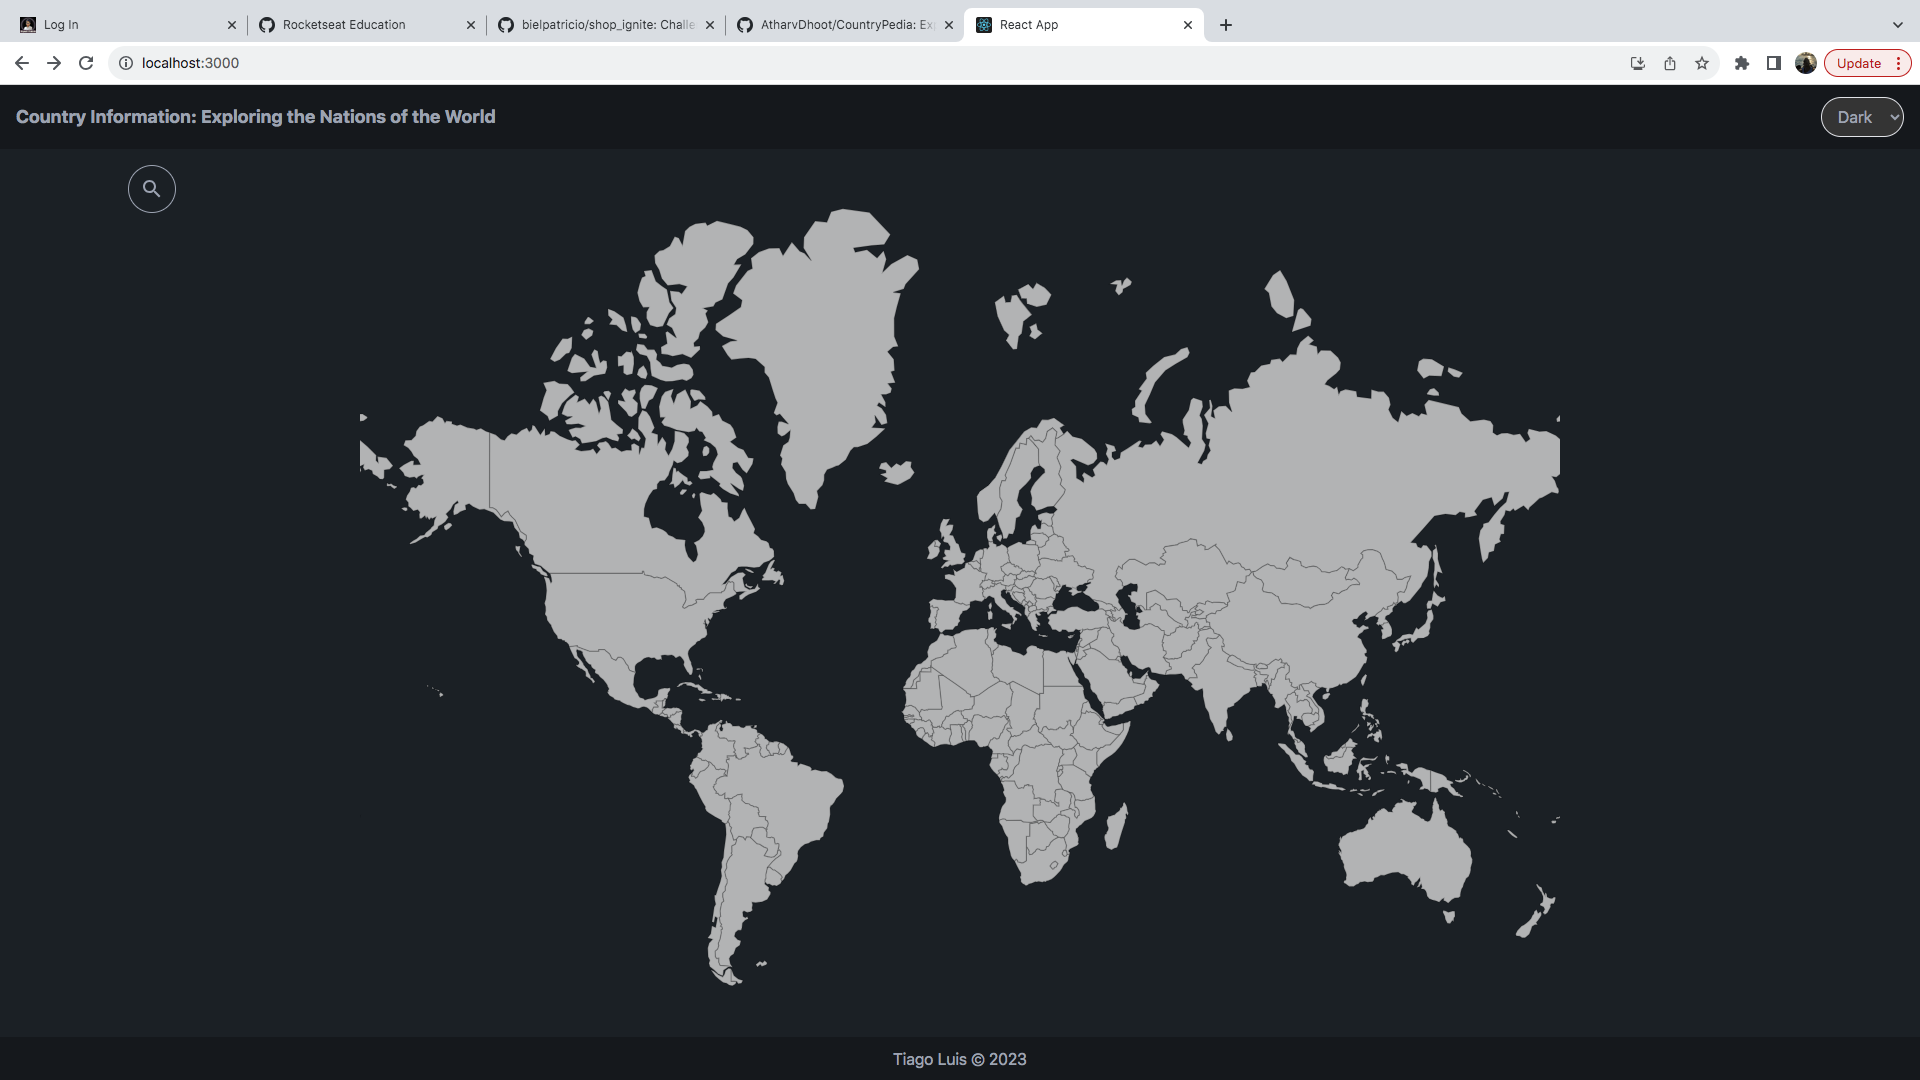 Log In
Rocketseat Education
bielpatricio/shop_ignite: Challe
AtharvDhoot/CountryPedia: Ex
React App
localhost:3000
Update
Country Information: Exploring the Nations of the World
Dark
Tiago Luis © 2023